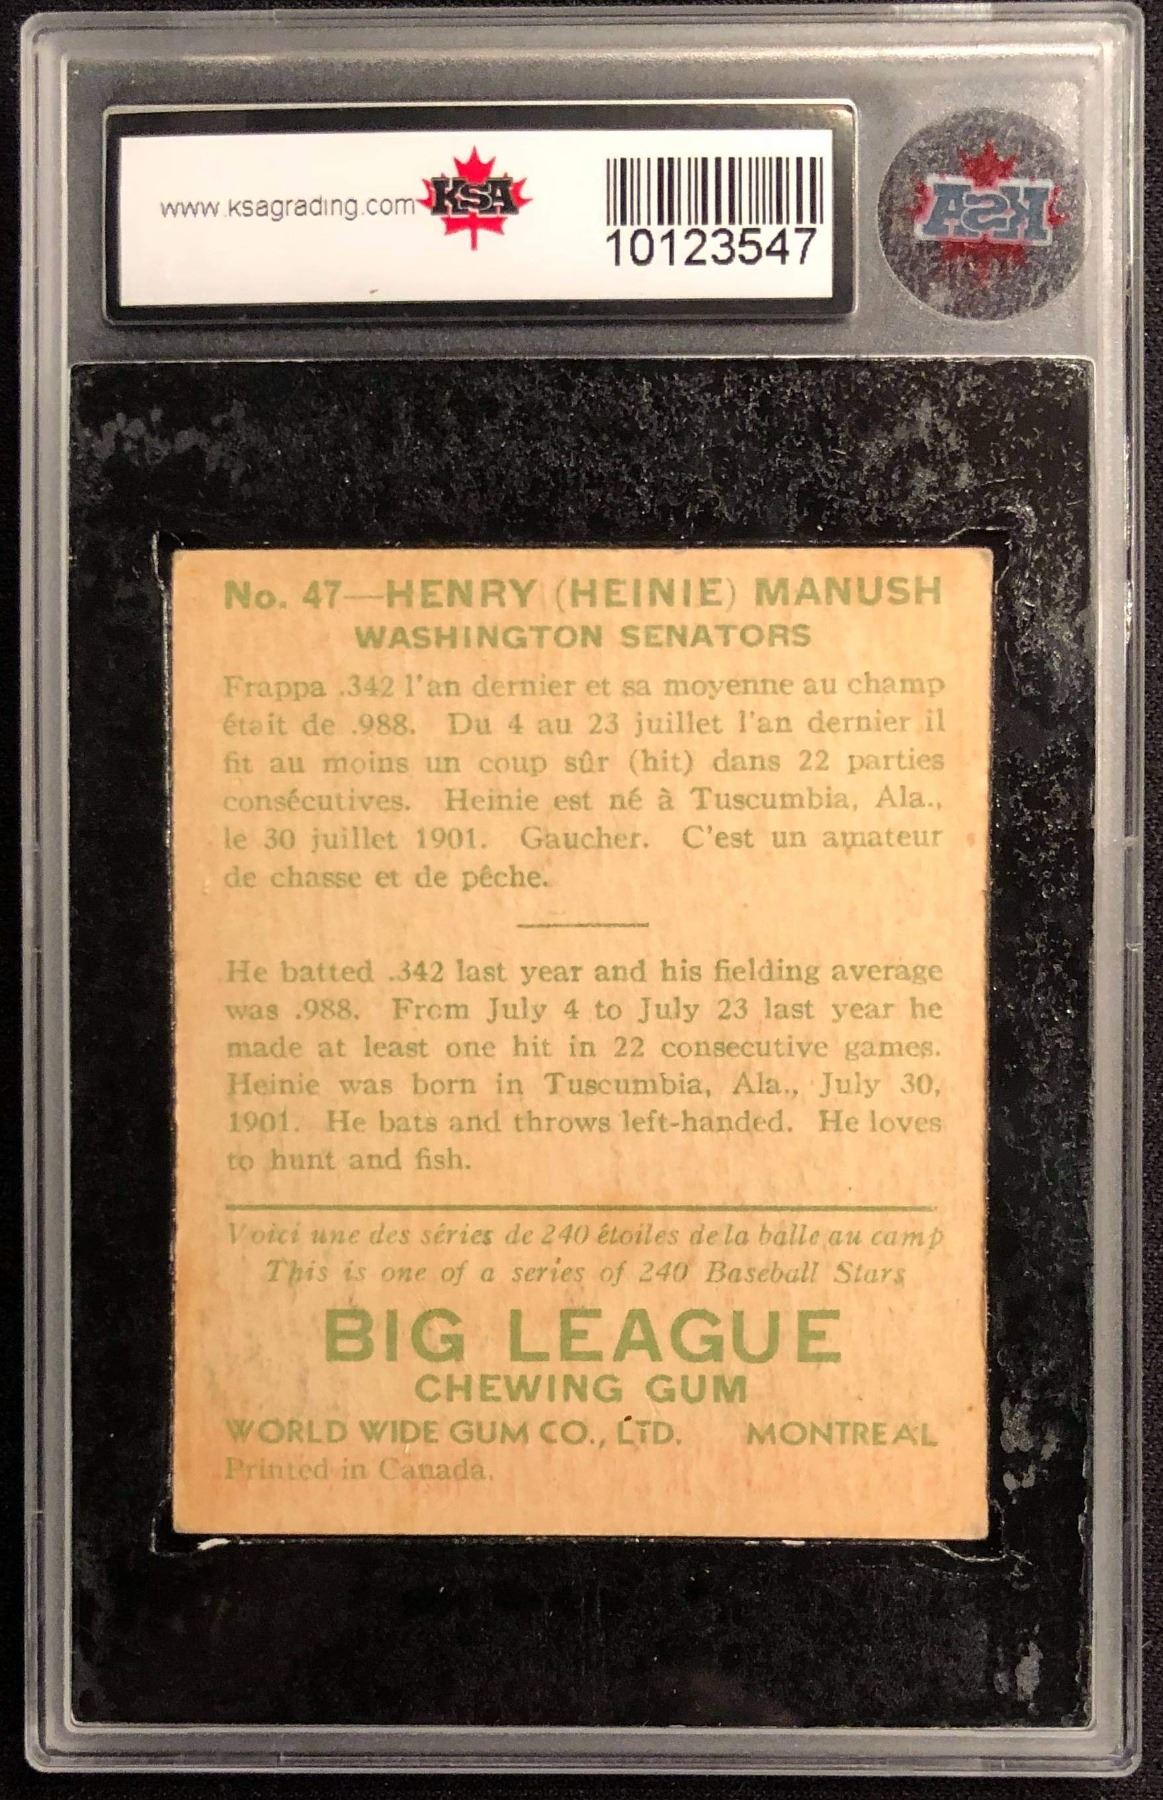 www.ksagrading.com KSA
10123547
KSA
No. 47—HENRY (HEINIE) MANUSH
WASHINGTON SENATORS
Frappa .342 l'an dernier et sa moyenne au champ
était de .988. Du 4 au 23 juillet l'an dernier il
fit au moins un coup sûr (hit) dans 22 parties
consécutives. Heinie est né à Tuscumbia, Ala.,
le 30 juillet 1901. Gaucher. C'est un amateur
de chasse et de pêche.
He batted .342 last year and his fielding average
was .988. From July 4 to July 23 last year he
made at least one hit in 22 consecutive games.
Heinie was born in Tuscumbia, Ala., July 30,
1901. He bats and throws left-handed. He loves
to hunt and fish.
Voici une des séries de 240 étoiles de la balle au camp
This is one of a series of 240 Baseball Stars
BIG LEAGUE
CHEWING GUM
WORLD WIDE GUM CO., LTD. MONTREAL
Printed in Canada.